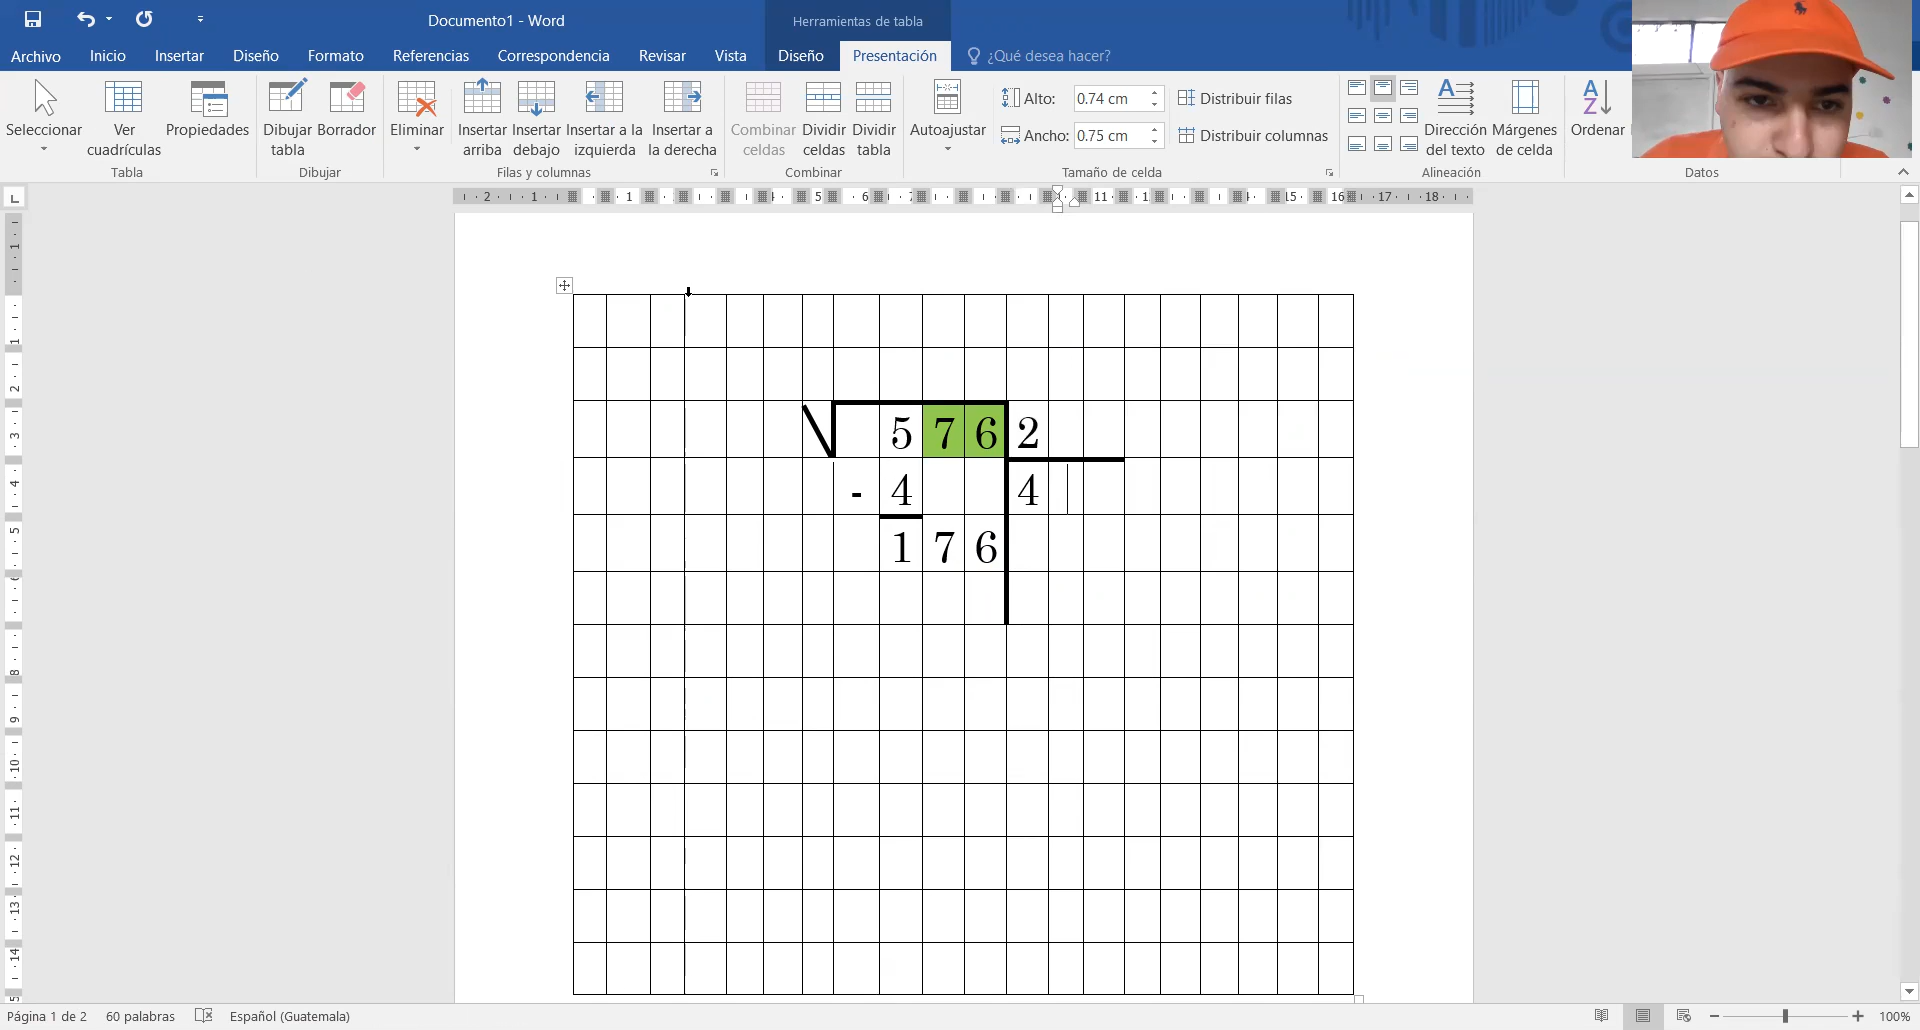 Documento1 - Word
Herramientas de tabla
Archivo Inicio Insertar Diseño Formato Referencias Correspondencia Revisar Vista Diseño Presentación ¿Qué desea hacer?
Seleccionar
Ver cuadrículas
Propiedades
Tabla
Dibujar tabla
Borrador
Dibujar
Eliminar
Insertar arriba
Insertar debajo
Insertar a la izquierda
Insertar a la derecha
Filas y columnas
Combinar celdas
Dividir celdas
Dividir tabla
Combinar
Autoajustar
Alto: 0.74 cm
Ancho: 0.75 cm
Distribuir filas
Distribuir columnas
Tamaño de celda
Dirección del texto
Márgenes de celda
Alineación
Ordenar
Datos
√ 5 7 6 2
- 4 4
1 7 6
Página 1 de 2 60 palabras Español (Guatemala) 100%